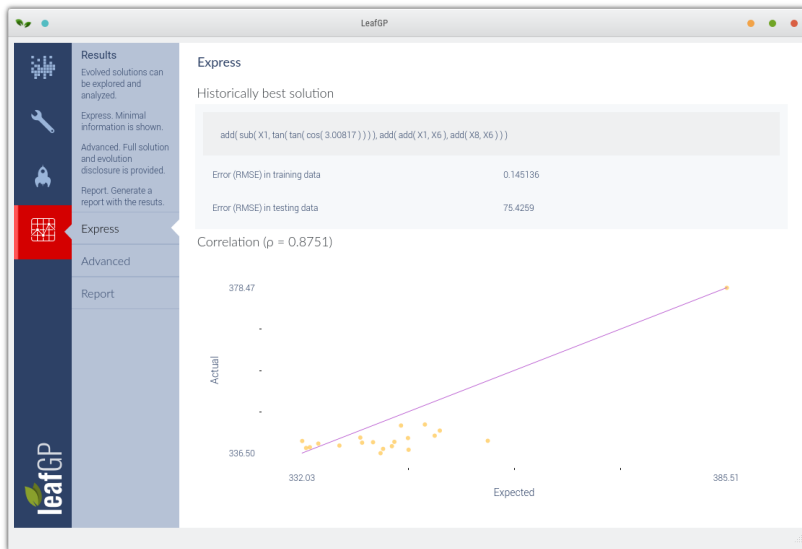 LeafGP
Results
Evolved solutions can
be explored and
analyzed.
Express. Minimal
information is shown.
Advanced. Full solution
and evolution
disclosure is provided.
Report. Generate a
report with the resuts.
Express
Advanced
Report
leafGP
Express
Historically best solution
add( sub( X1, tan( tan( cos( 3.00817 ) ) ) ), add( add( X1, X6 ), add( X8, X6 ) ) )
Error (RMSE) in training data 0.145136
Error (RMSE) in testing data 75.4259
Correlation (ρ = 0.8751)
378.47
Actual
336.50
332.03 385.51
Expected